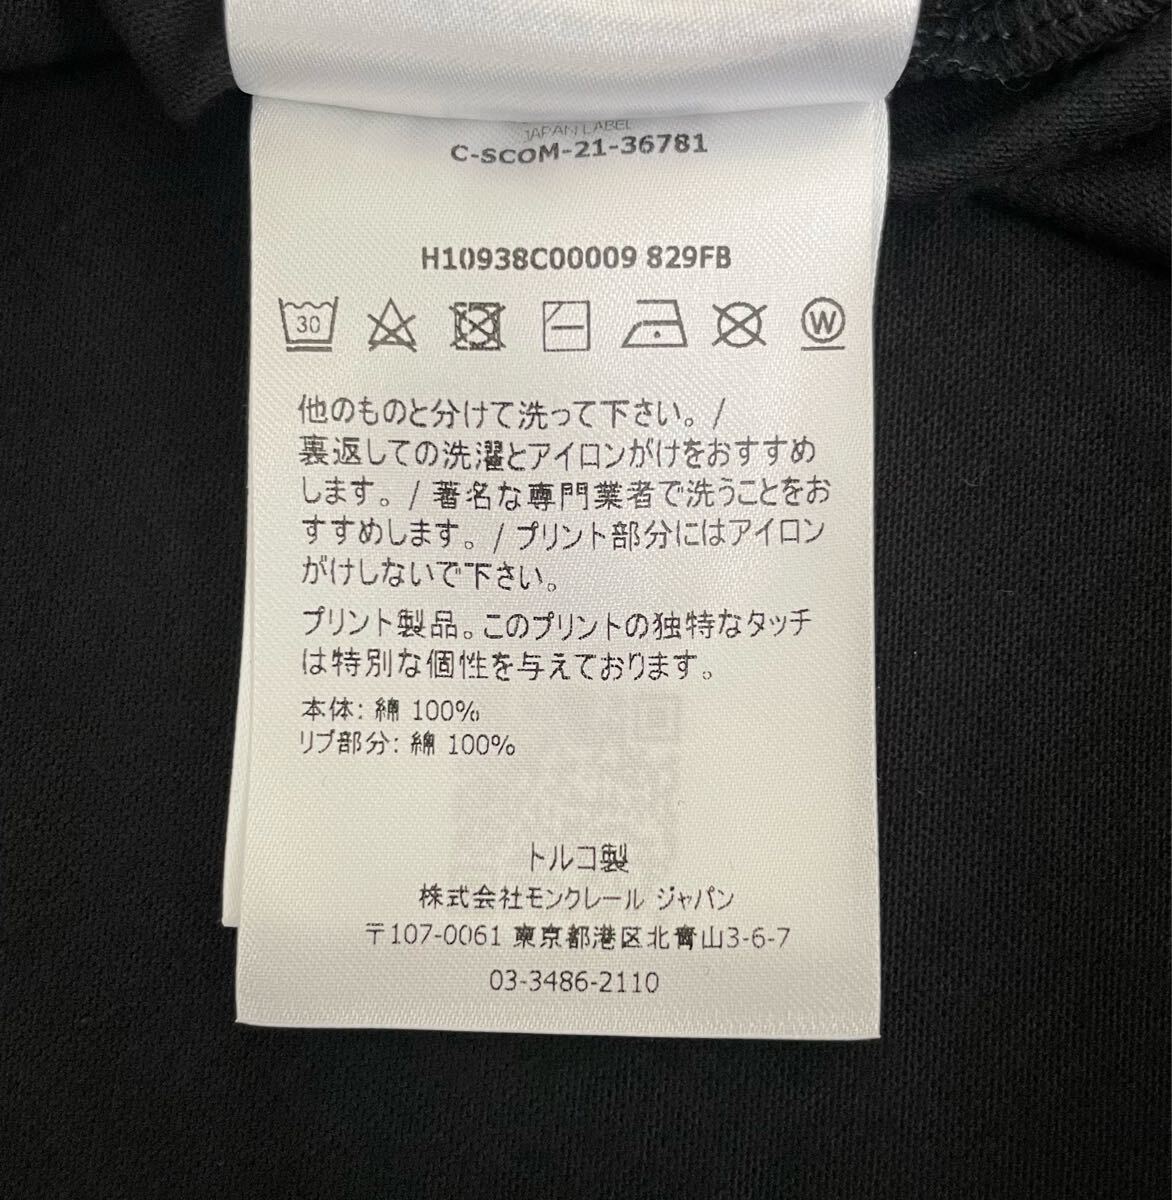 JAPAN LABEL
C-SCOM-21-36781
H10938C00009 829FB
30
W
他のものと分けて洗って下さい。/
裏返しての洗濯とアイロンがけをおすすめ
します。/ 著名な専門業者で洗うことをお
すすめします。/ プリント部分にはアイロン
がけしないで下さい。
プリント製品。このプリントの独特なタッチ
は特別な個性を与えております。
本体: 綿 100%
リブ部分: 綿 100%
トルコ製
株式会社モンクレール ジャパン
〒107-0061 東京都港区北青山3-6-7
03-3486-2110